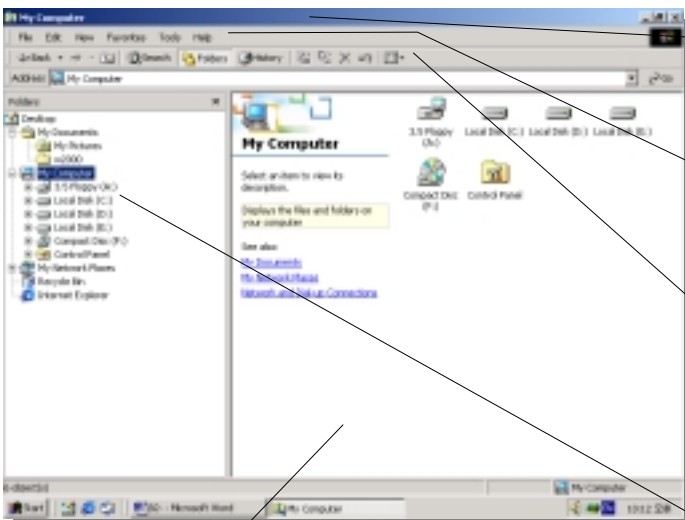 My Computer
File Edit View Favorites Tools Help
Back Search Folders History
Address My Computer Go
Folders
Desktop
My Documents
My Pictures
My Computer
3.5 Floppy (A:)
Local Disk (C:)
Local Disk (D:)
Local Disk (E:)
Compact Disc (F:)
Control Panel
My Network Places
Recycle Bin
Internet Explorer
My Computer
Select an item to view its
description.
Displays the files and folders on
your computer
See also
My Documents
My Network Places
Network and Dial-up Connections
3.5 Floppy
(A:)
Local Disk (C:)
Local Disk (D:)
Local Disk (E:)
Compact Disc
(F:)
Control Panel
6 object(s)
My Computer
Start
Microsoft Word
My Computer